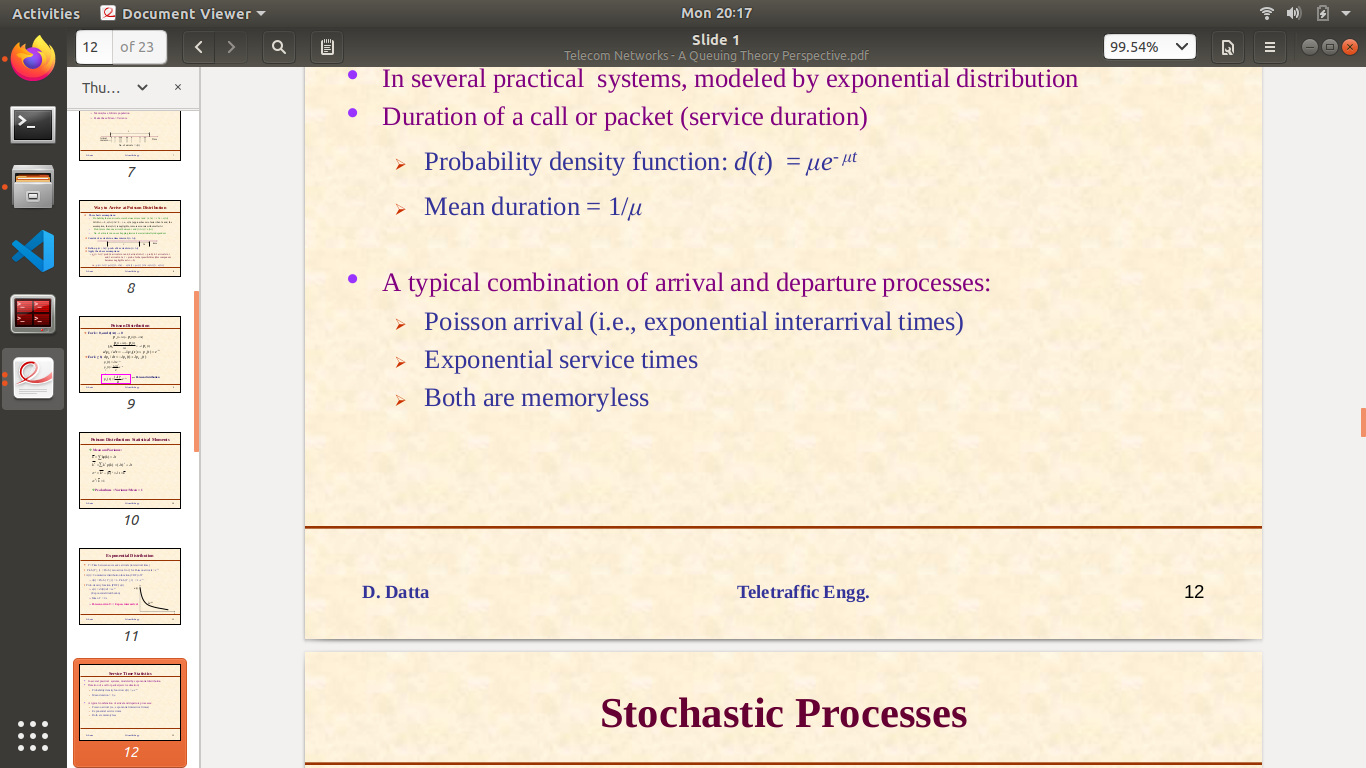 Activities
Document Viewer
Mon 20:17
12 of 23
Slide 1
Telecom Networks - A Queuing Theory Perspective.pdf
99.54%
Thu…
7
Way to Arrive at Poisson Distribution
8
Poisson Distribution
9
Poisson Distribution: Statistical Moments
10
Exponential Distribution
11
Service Time Statistics
12
In several practical systems, modeled by exponential distribution
Duration of a call or packet (service duration)
Probability density function: d(t) = μe-μt
Mean duration = 1/μ
A typical combination of arrival and departure processes:
Poisson arrival (i.e., exponential interarrival times)
Exponential service times
Both are memoryless
D. Datta
Teletraffic Engg.
12
Stochastic Processes